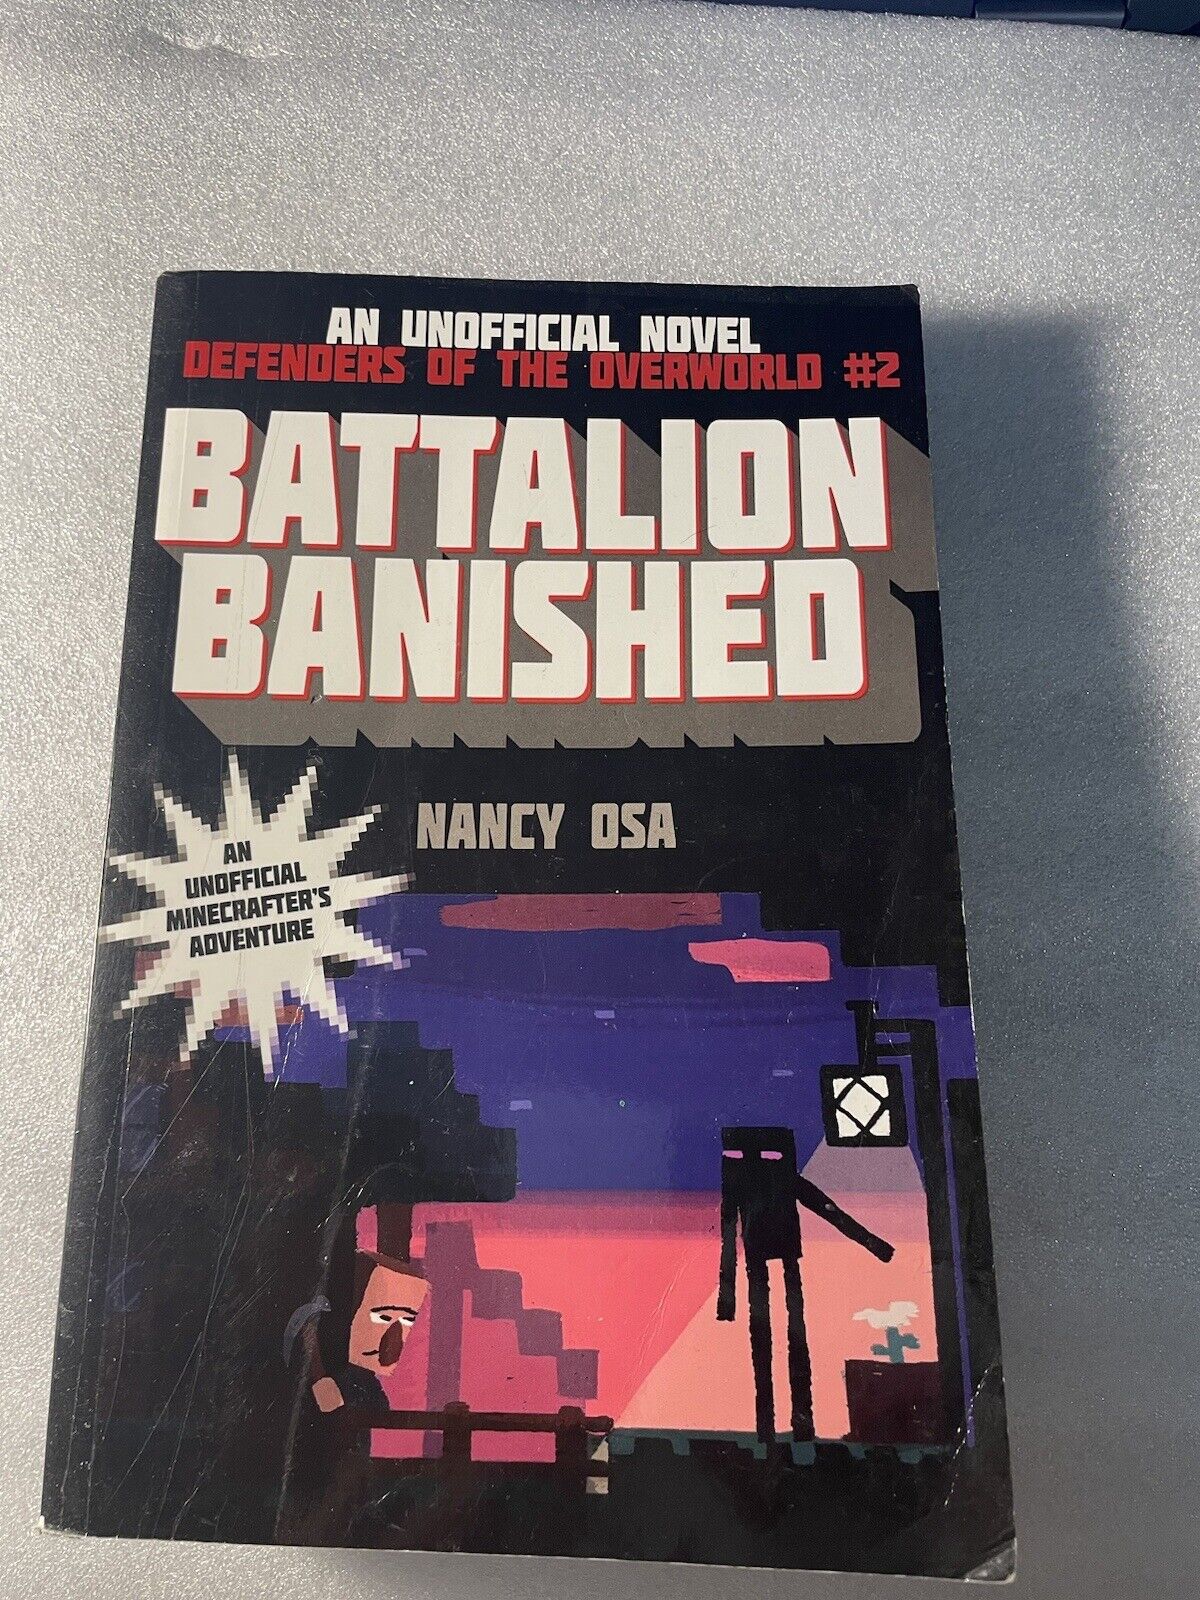 AN UNOFFICIAL NOVEL
DEFENDERS OF THE OVERWORLD #2
BATTALION
BANISHED
NANCY OSA
AN
UNOFFICIAL
MINECRAFTER'S
ADVENTURE